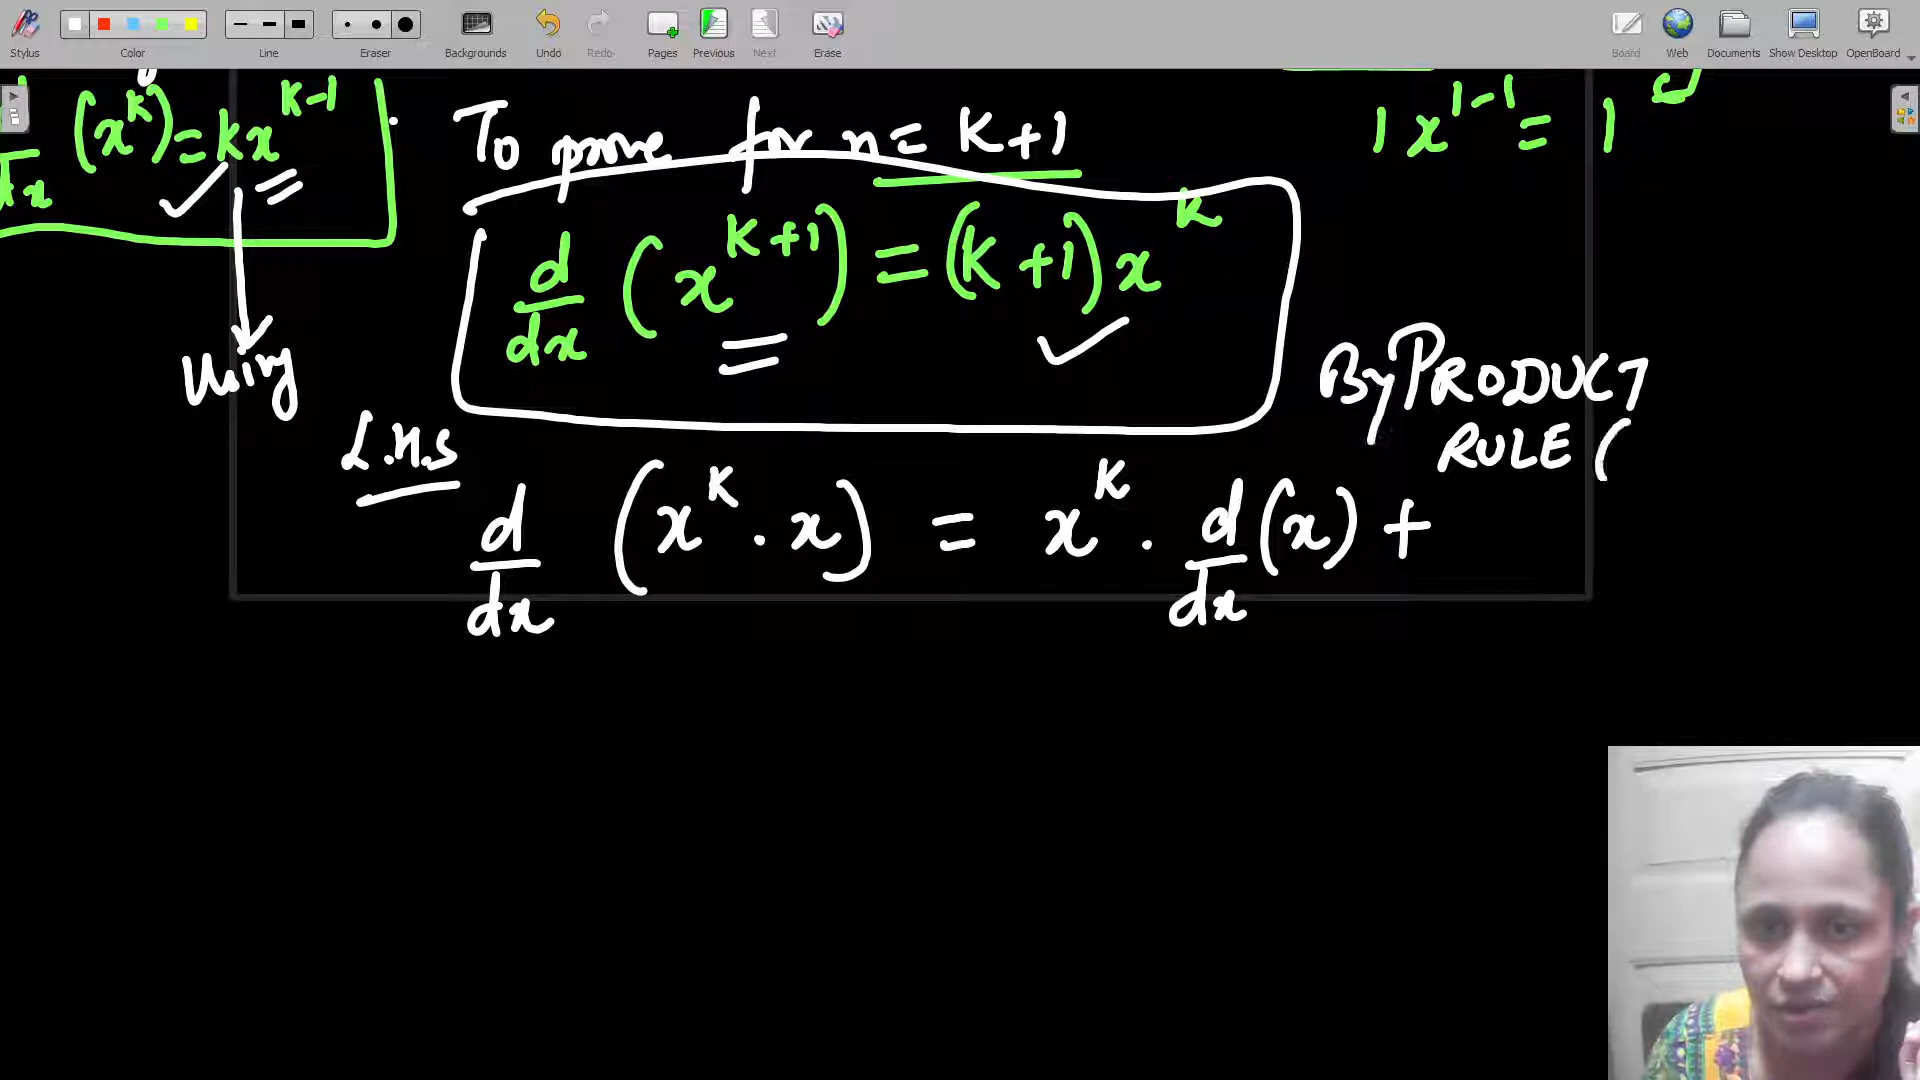 Stylus Color Line Eraser Backgrounds Undo Redo Pages Previous Next Erase Board Web Documents Show Desktop OpenBoard
(x^k) = kx^{k-1}
To prove for n = K+1
1 x^{1-1} = 1
d/dx (x^{K+1}) = (K+1) x^k
Using
By PRODUCT
RULE (
L.H.S
d/dx (x^K . x) = x^K . d/dx (x) +